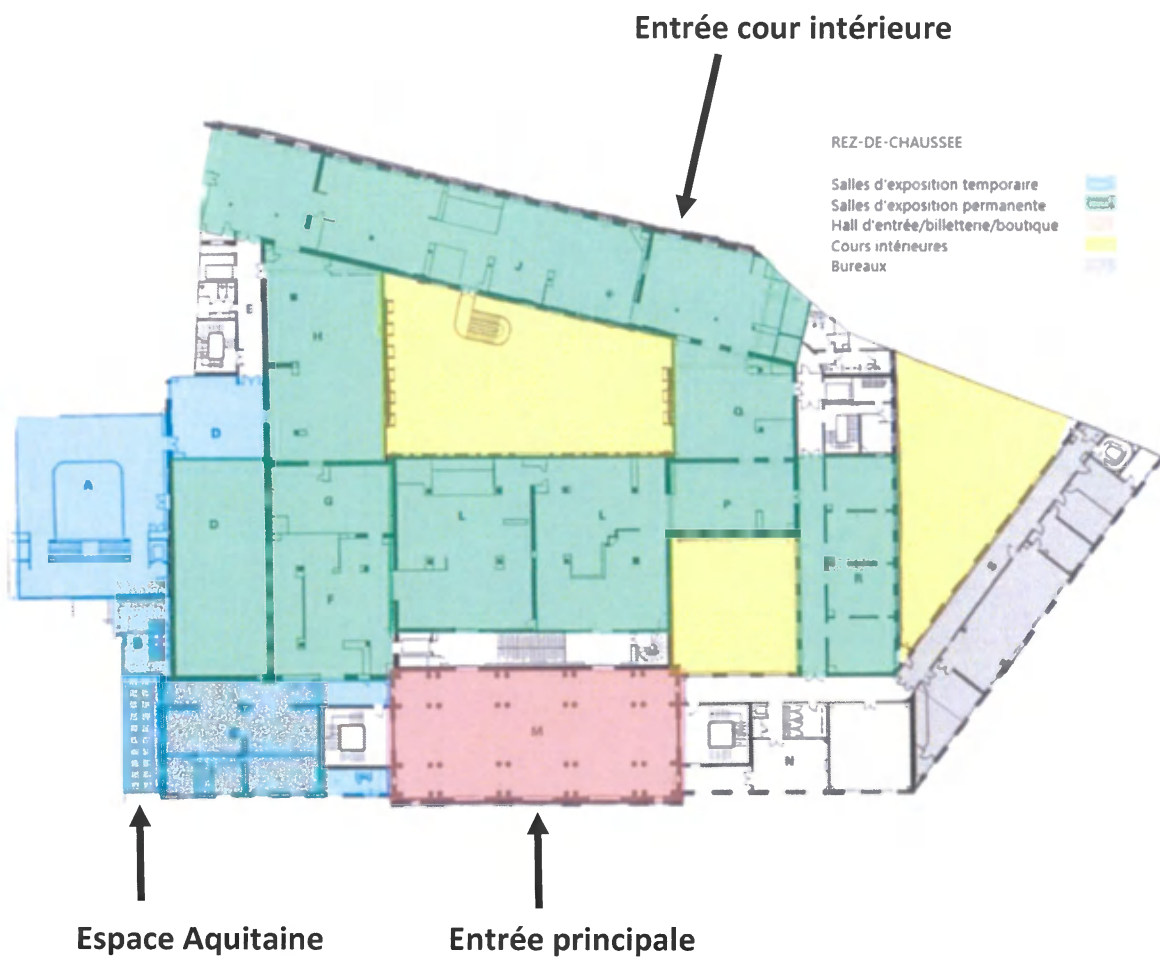 Entrée cour intérieure
REZ-DE-CHAUSSEE
Salles d'exposition temporaire
Salles d'exposition permanente
Hall d'entrée/billetterie/boutique
Cours intérieures
Bureaux
J
E
H
D
Q
A
D
G
L
L
P
F
R
S
M
N
Espace Aquitaine
Entrée principale